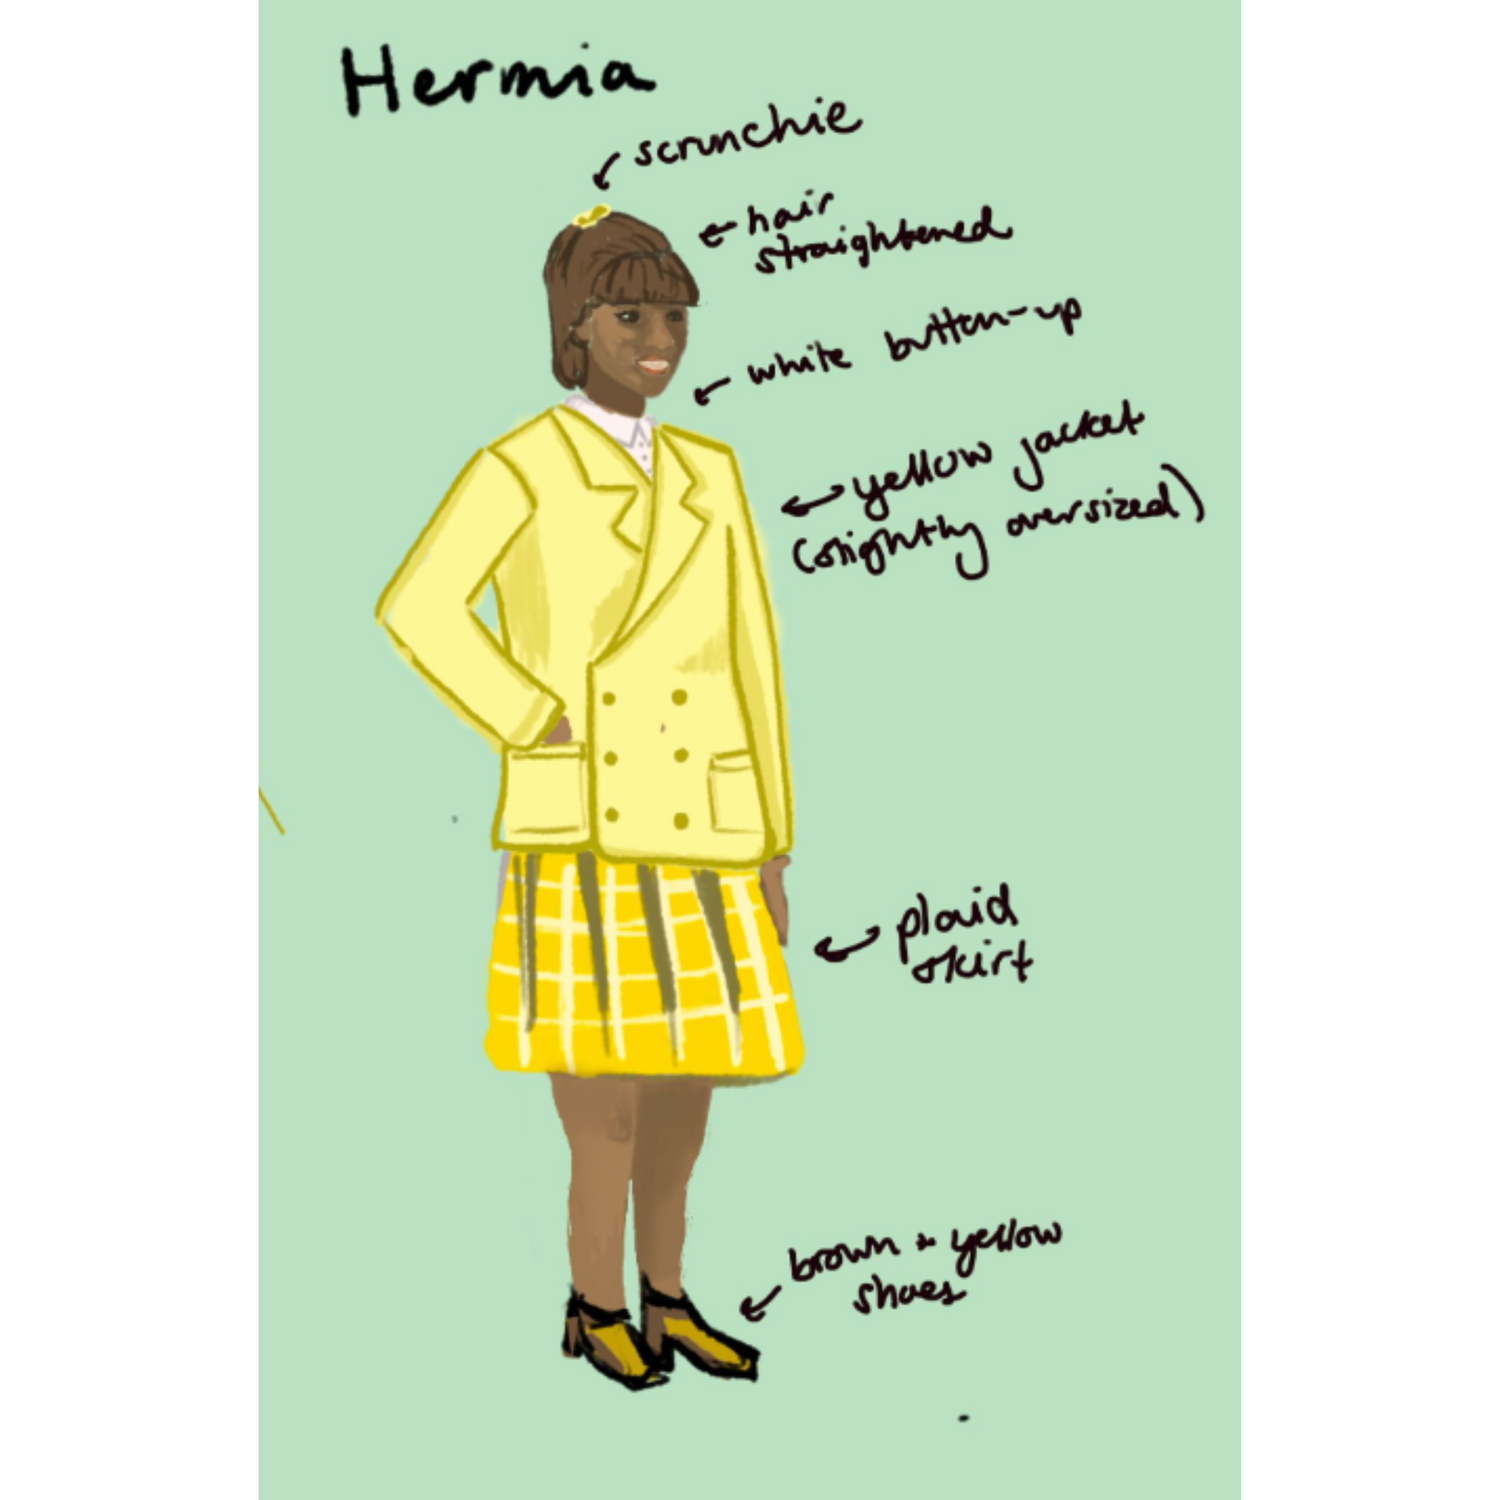 Hermia
scrunchie
hair
straightened
white button-up
yellow jacket
(slightly oversized)
plaid
skirt
brown + yellow
shoes